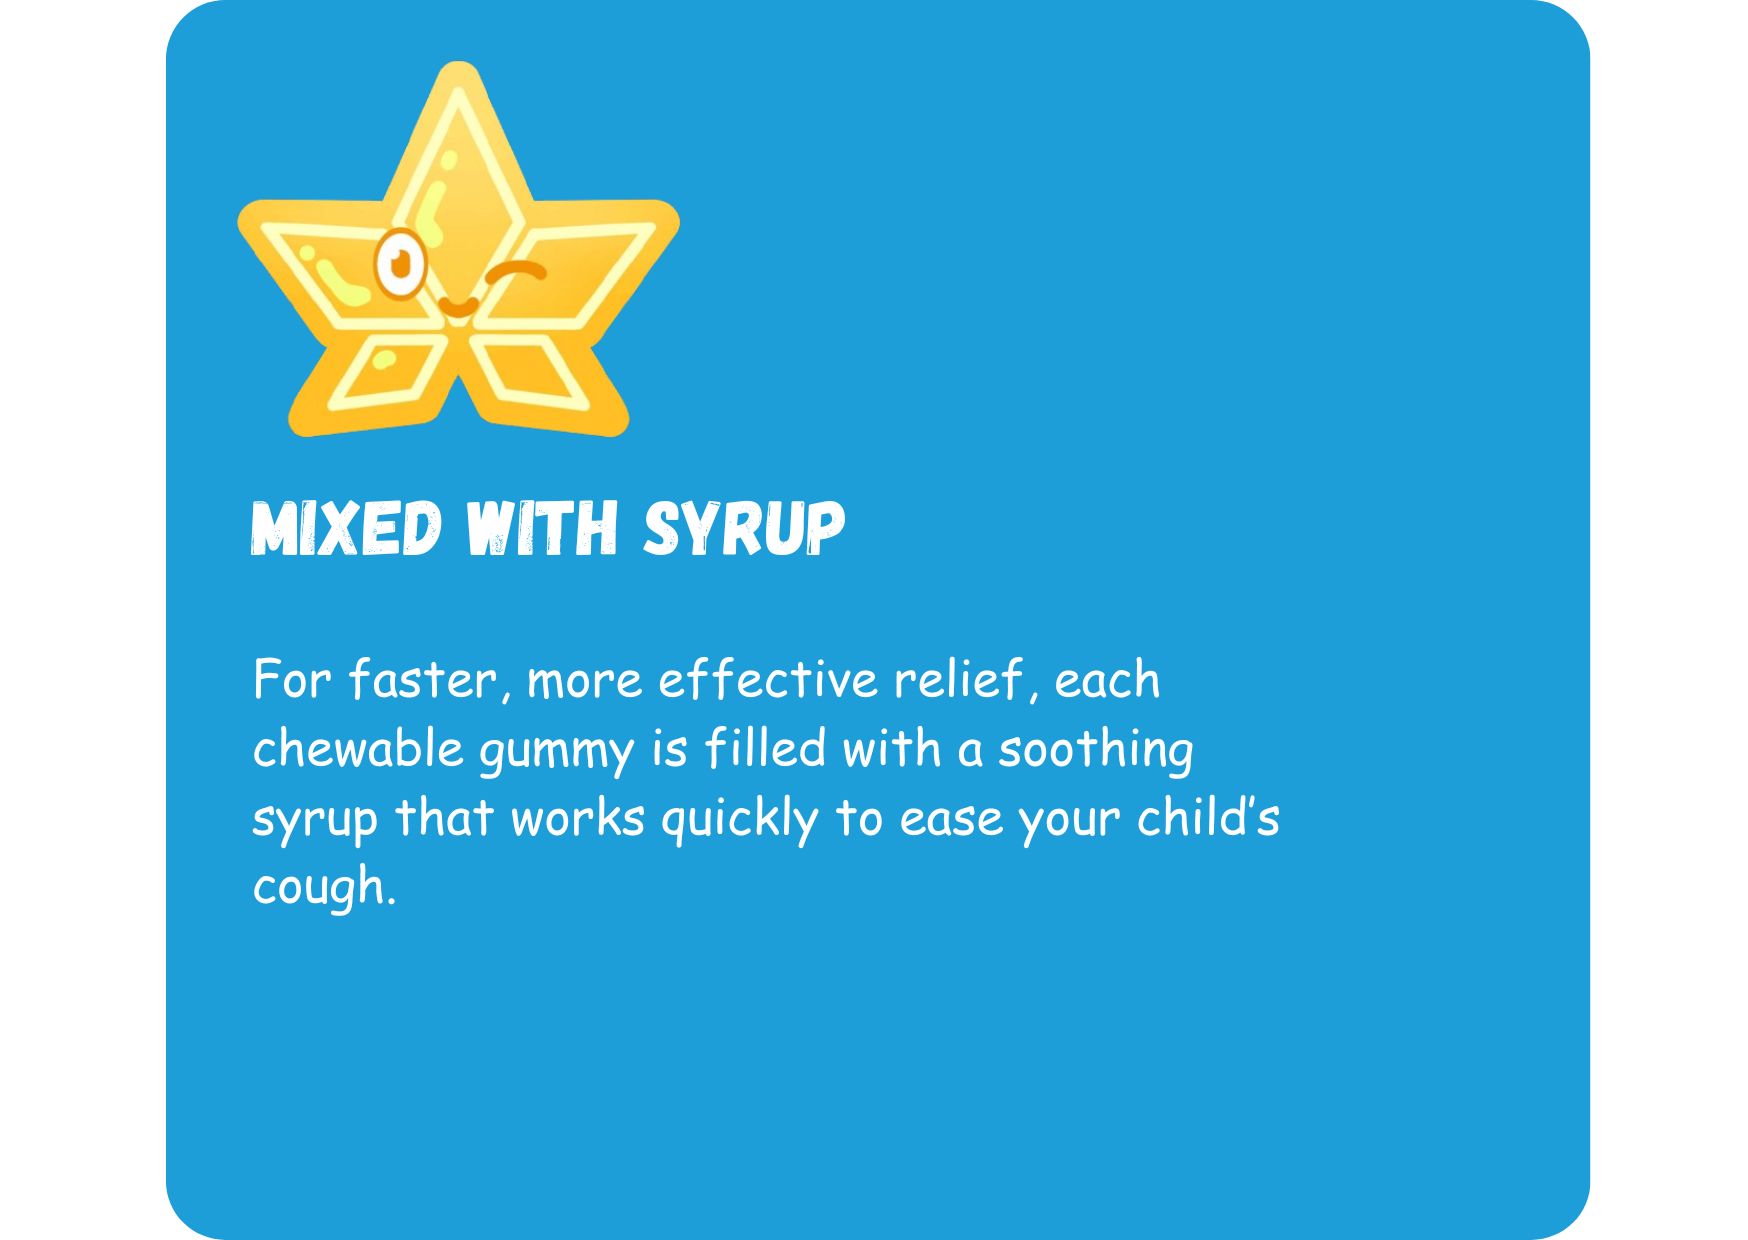 MIXED WITH SYRUP
For faster, more effective relief, each
chewable gummy is filled with a soothing
syrup that works quickly to ease your child’s
cough.